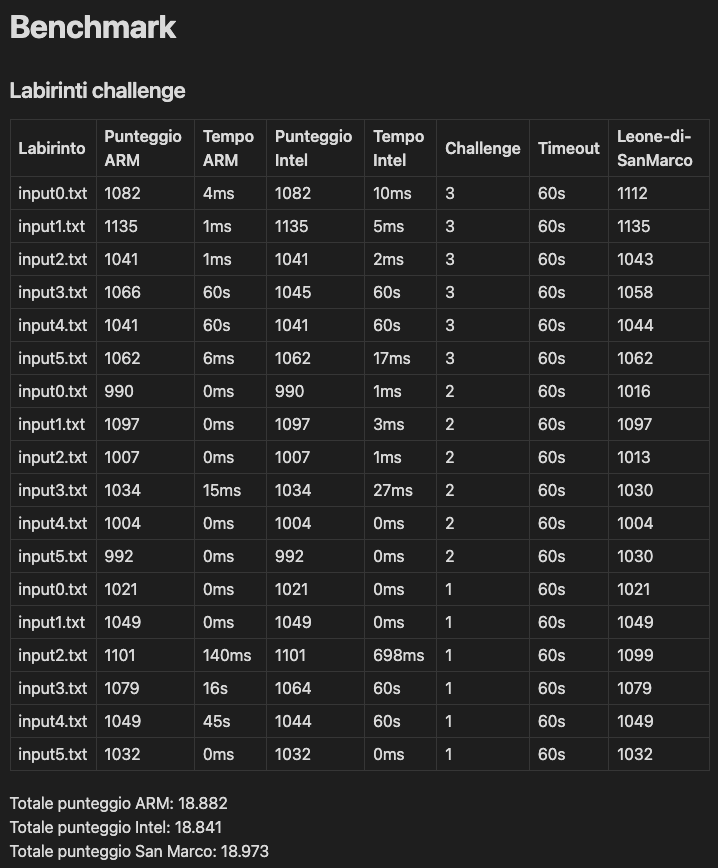 Benchmark
Labirinti challenge
Labirinto Punteggio ARM Tempo ARM Punteggio Intel Tempo Intel Challenge Timeout Leone-di-SanMarco
input0.txt 1082 4ms 1082 10ms 3 60s 1112
input1.txt 1135 1ms 1135 5ms 3 60s 1135
input2.txt 1041 1ms 1041 2ms 3 60s 1043
input3.txt 1066 60s 1045 60s 3 60s 1058
input4.txt 1041 60s 1041 60s 3 60s 1044
input5.txt 1062 6ms 1062 17ms 3 60s 1062
input0.txt 990 0ms 990 1ms 2 60s 1016
input1.txt 1097 0ms 1097 3ms 2 60s 1097
input2.txt 1007 0ms 1007 1ms 2 60s 1013
input3.txt 1034 15ms 1034 27ms 2 60s 1030
input4.txt 1004 0ms 1004 0ms 2 60s 1004
input5.txt 992 0ms 992 0ms 2 60s 1030
input0.txt 1021 0ms 1021 0ms 1 60s 1021
input1.txt 1049 0ms 1049 0ms 1 60s 1049
input2.txt 1101 140ms 1101 698ms 1 60s 1099
input3.txt 1079 16s 1064 60s 1 60s 1079
input4.txt 1049 45s 1044 60s 1 60s 1049
input5.txt 1032 0ms 1032 0ms 1 60s 1032
Totale punteggio ARM: 18.882
Totale punteggio Intel: 18.841
Totale punteggio San Marco: 18.973